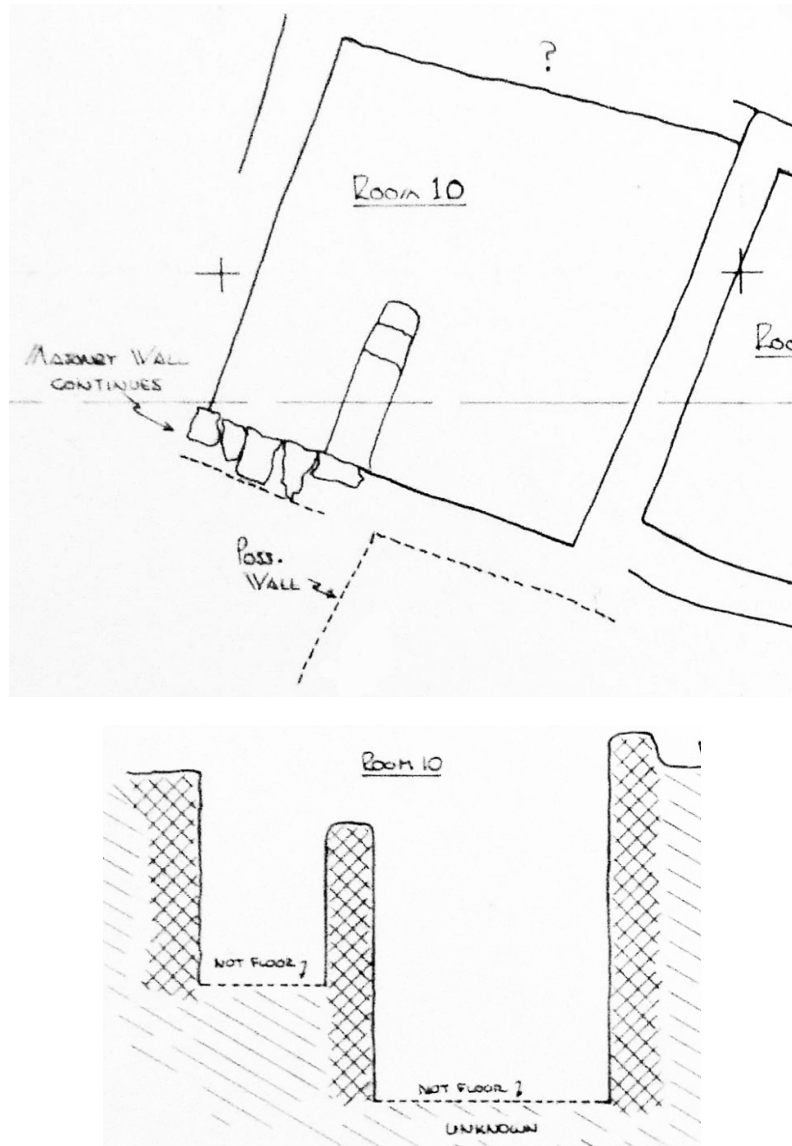 ?
ROOM 10
ROO
MASONRY WALL
CONTINUES
POSS.
WALL
ROOM 10
NOT FLOOR
NOT FLOOR
UNKNOWN